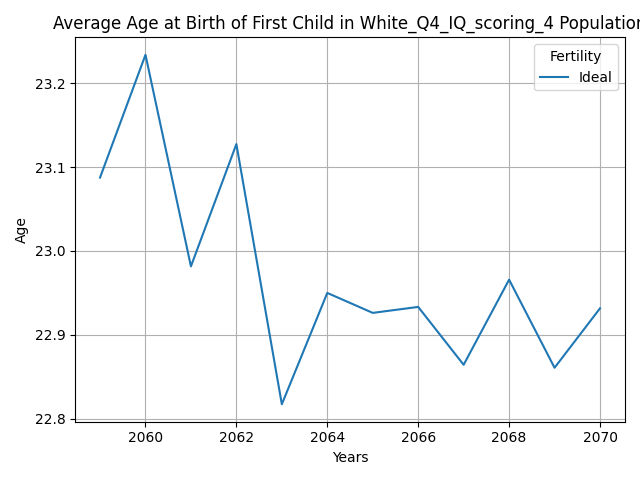 Average Age at Birth of First Child in White_Q4_IQ_scoring_4 Population
Fertility
Ideal
23.2
23.1
23.0
22.9
22.8
Age
2060 2062 2064 2066 2068 2070
Years